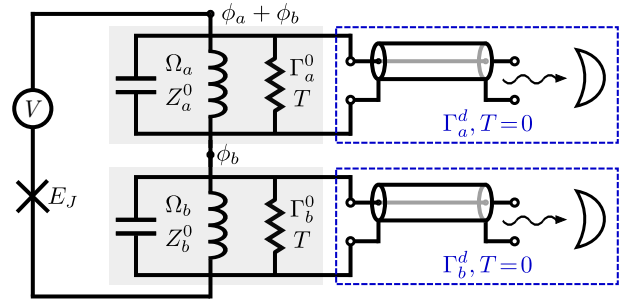 ϕ_a + ϕ_b
Ω_a
Z_a^0
Γ_a^0
T
Γ_a^d, T=0
V
ϕ_b
E_J
Ω_b
Z_b^0
Γ_b^0
T
Γ_b^d, T=0